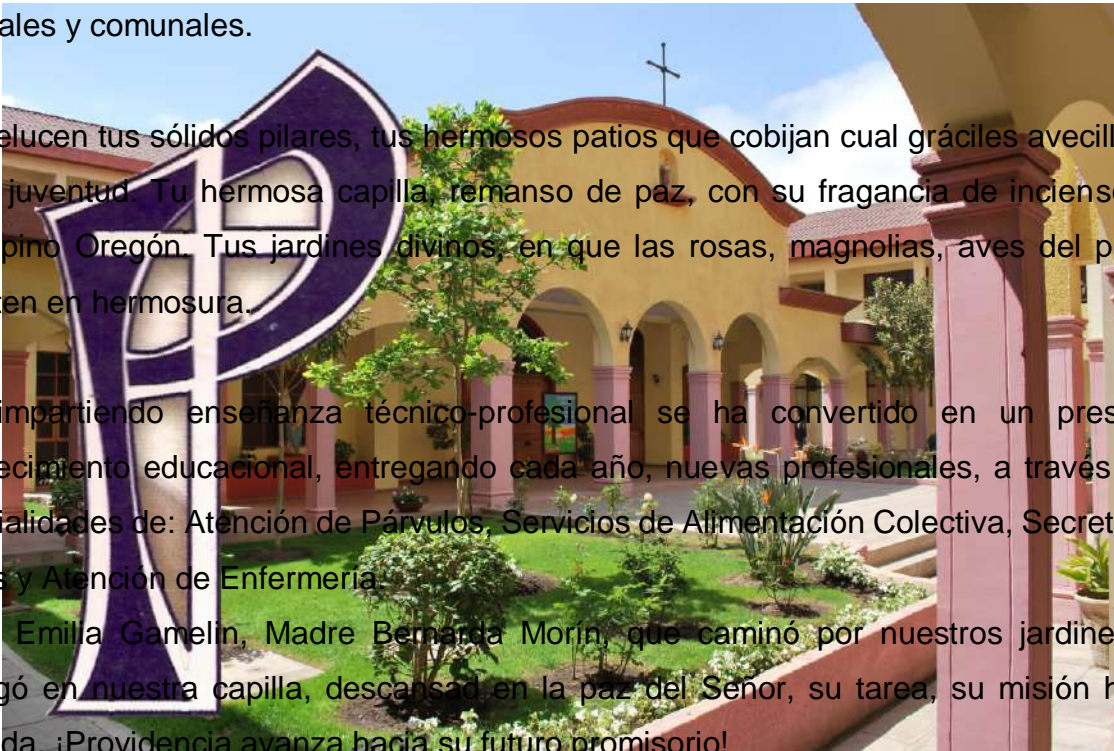 ales y comunales.
elucen tus sólidos pilares, tus hermosos patios que cobijan cual gráciles avecill
juventud. Tu hermosa capilla, remanso de paz, con su fragancia de inciens
pino Oregón. Tus jardines divinos, en que las rosas, magnolias, aves del p
ten en hermosura.
impartiendo enseñanza técnico-profesional se ha convertido en un pres
ecimiento educacional, entregando cada año, nuevas profesionales, a través
ialidades de: Atención de Párvulos, Servicios de Alimentación Colectiva, Secret
s y Atención de Enfermería.
Emilia Gamelin, Madre Bernarda Morín, que caminó por nuestros jardine
gó en nuestra capilla, descansad en la paz del Señor, su tarea, su misión h
da. ¡Providencia avanza hacia su futuro promisorio!